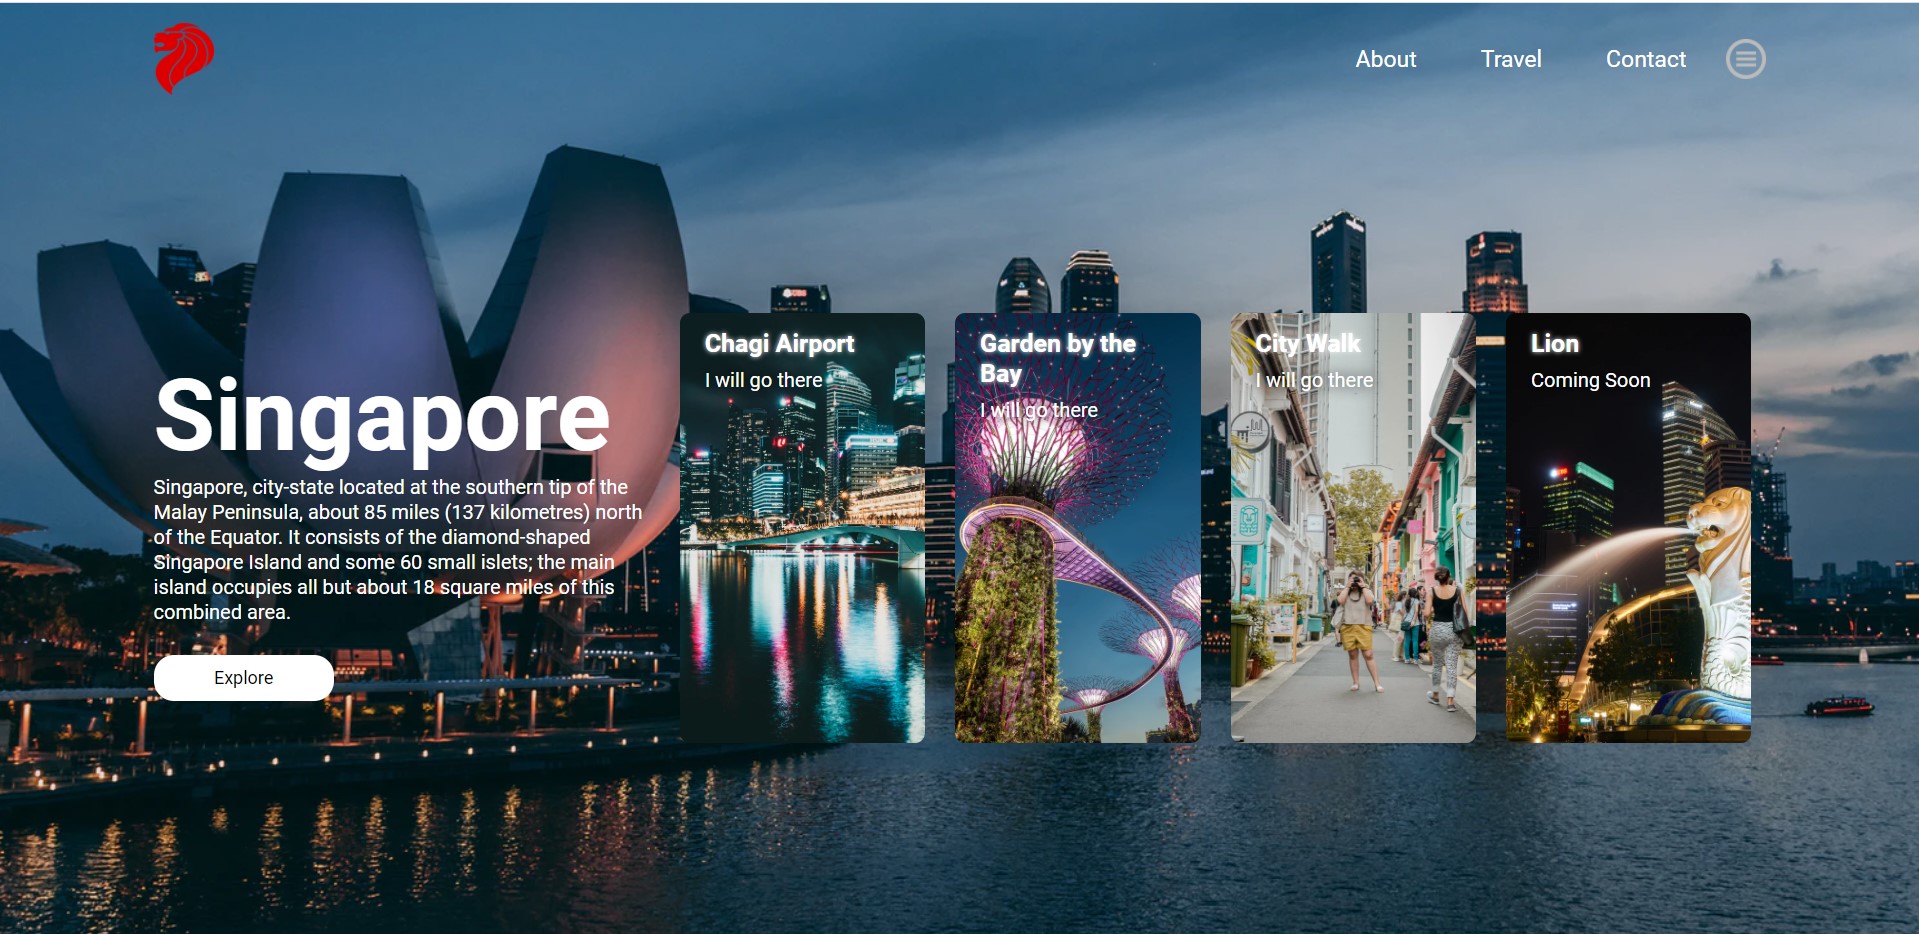 About
Travel
Contact
Singapore
Singapore, city-state located at the southern tip of the
Malay Peninsula, about 85 miles (137 kilometres) north
of the Equator. It consists of the diamond-shaped
Singapore Island and some 60 small islets; the main
island occupies all but about 18 square miles of this
combined area.
Explore
Chagi Airport
I will go there
Garden by the
Bay
I will go there
City Walk
I will go there
Lion
Coming Soon